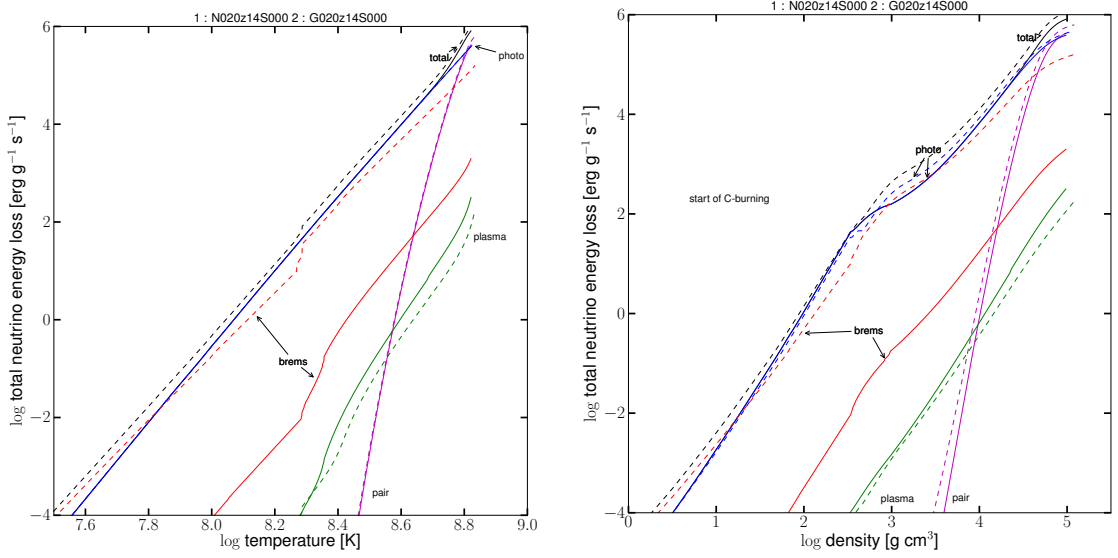 1 : N020z14S000 2 : G020z14S000
6
4
2
0
−2
−4
log total neutrino energy loss [erg g⁻¹ s⁻¹]
total
photo
plasma
brems
pair
7.6 7.8 8.0 8.2 8.4 8.6 8.8 9.0
log temperature [K]
1 : N020z14S000 2 : G020z14S000
6
4
2
0
−2
−4
log total neutrino energy loss [erg g⁻¹ s⁻¹]
total
photo
start of C-burning
brems
plasma
pair
0 1 2 3 4 5
log density [g cm³]